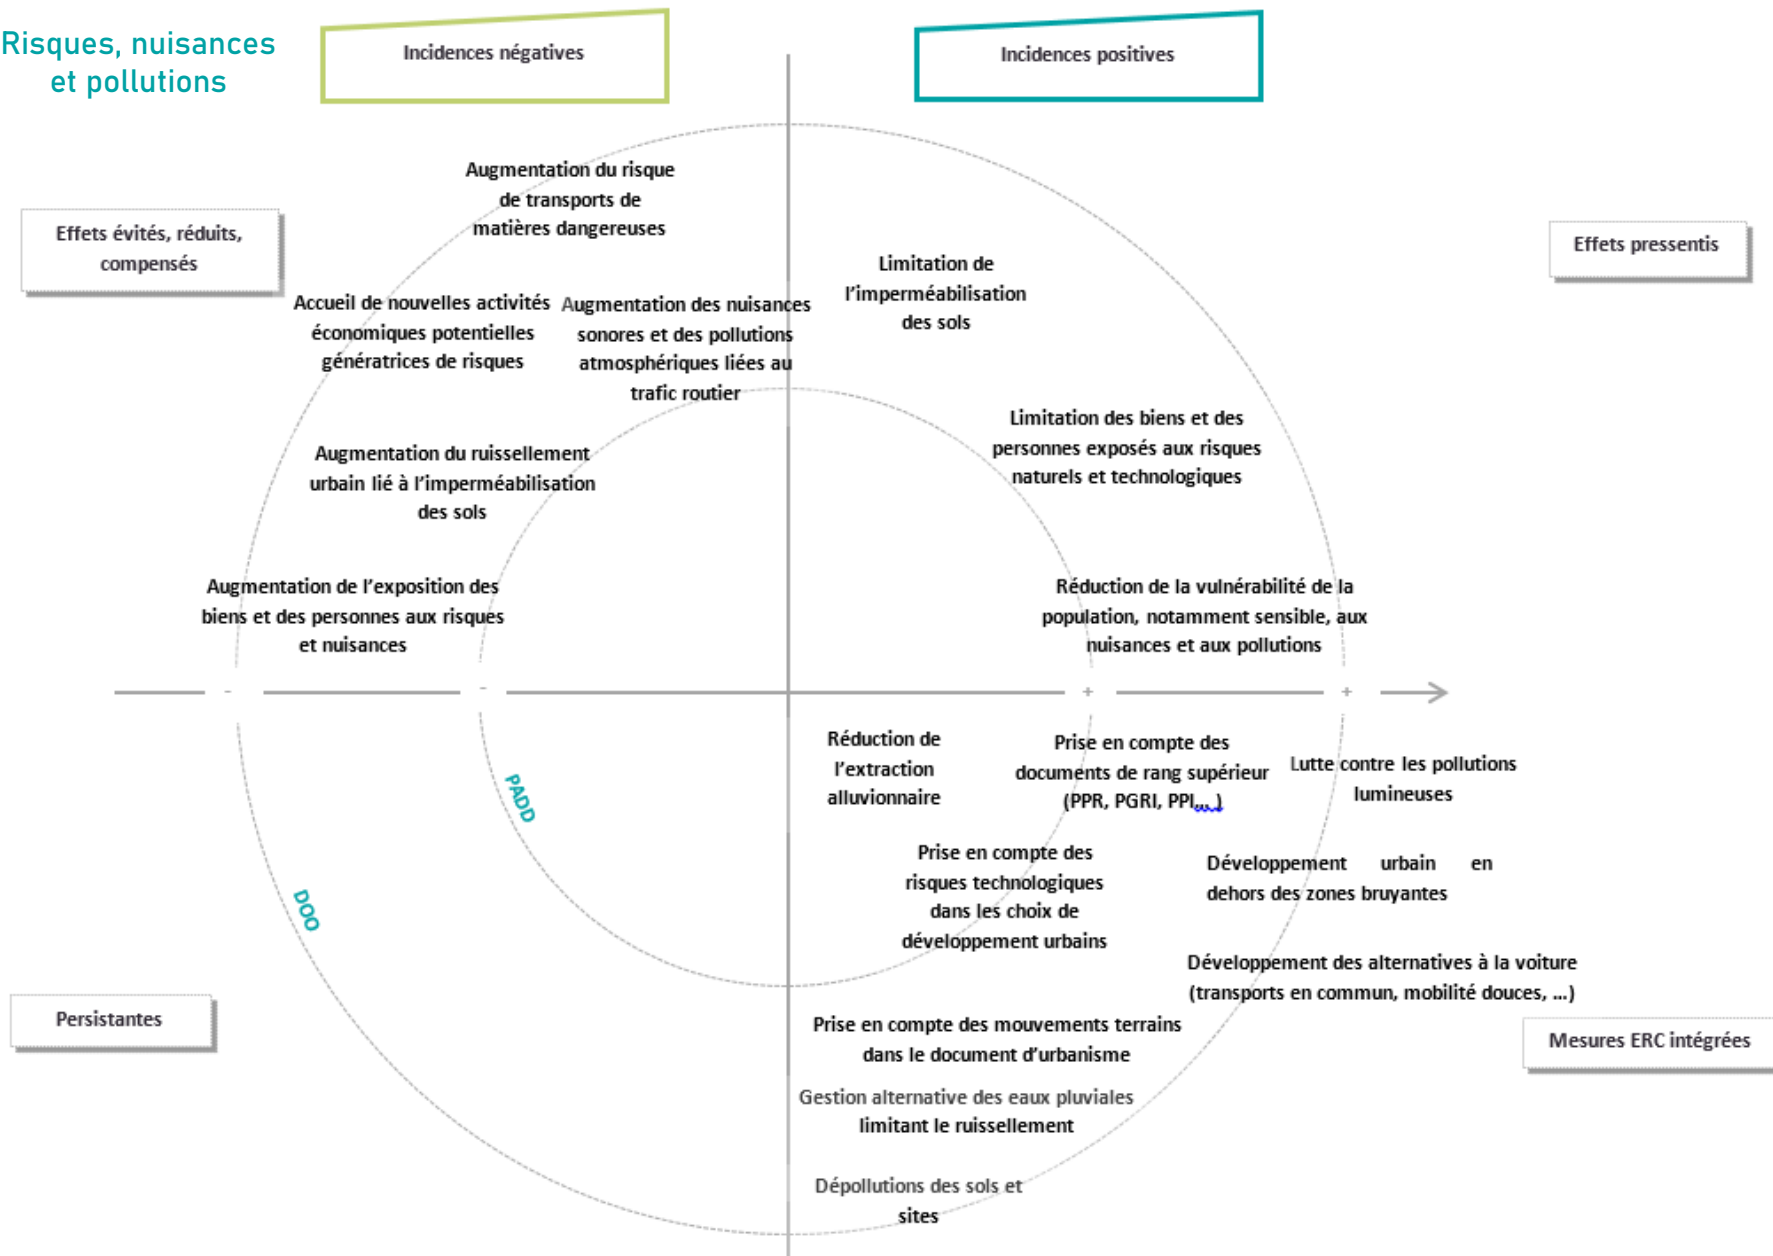 Risques, nuisances
et pollutions
Incidences négatives
Incidences positives
Augmentation du risque
de transports de
matières dangereuses
Effets évités, réduits,
compensés
Effets pressentis
Limitation de
l'imperméabilisation
des sols
Accueil de nouvelles activités
économiques potentielles
génératrices de risques
Augmentation des nuisances
sonores et des pollutions
atmosphériques liées au
trafic routier
Limitation des biens et des
personnes exposés aux risques
naturels et technologiques
Augmentation du ruissellement
urbain lié à l'imperméabilisation
des sols
Augmentation de l'exposition des
biens et des personnes aux risques
et nuisances
Réduction de la vulnérabilité de la
population, notamment sensible, aux
nuisances et aux pollutions
- - + +
Réduction de
l'extraction
alluvionnaire
Prise en compte des
documents de rang supérieur
(PPR, PGRI, PPI,.. )
Lutte contre les pollutions
lumineuses
PADD
Prise en compte des
risques technologiques
dans les choix de
développement urbains
Développement urbain en
dehors des zones bruyantes
DOO
Développement des alternatives à la voiture
(transports en commun, mobilité douces, ...)
Persistantes
Prise en compte des mouvements terrains
dans le document d'urbanisme
Mesures ERC intégrées
Gestion alternative des eaux pluviales
limitant le ruissellement
Dépollutions des sols et
sites